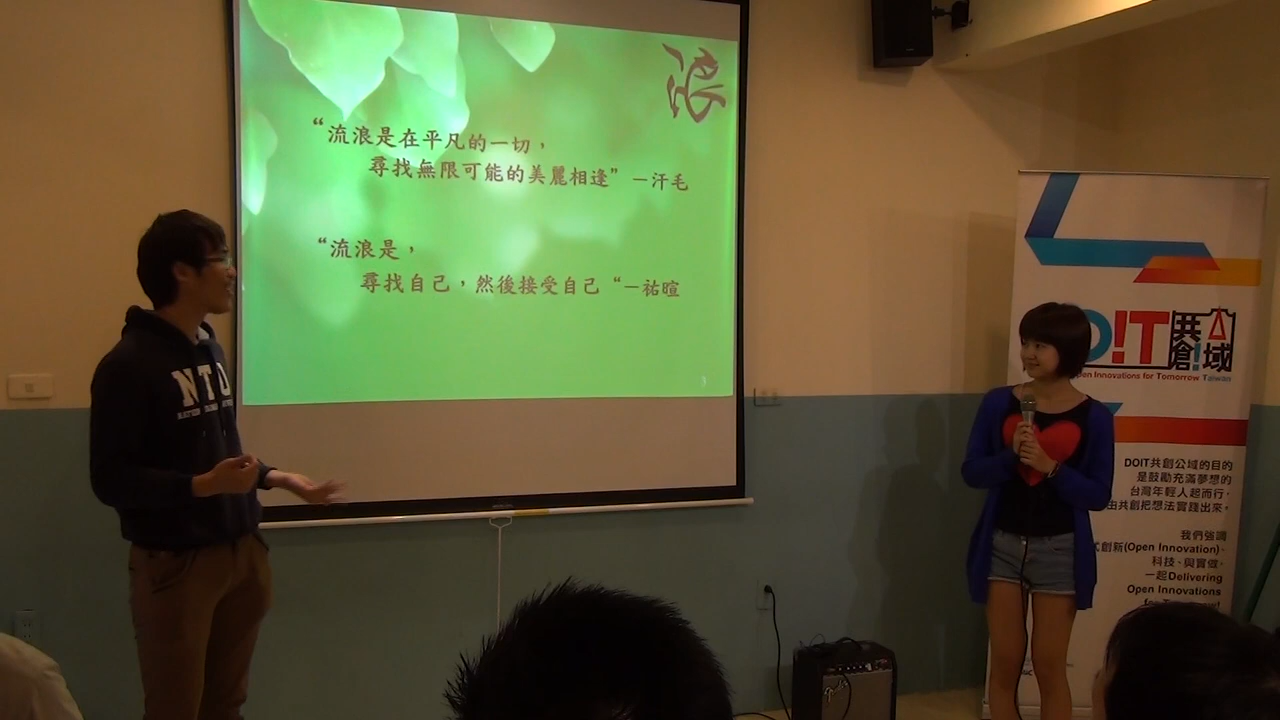 浪
“流浪是在平凡的一切，
尋找無限可能的美麗相逢”－汗毛
“流浪是，
尋找自己，然後接受自己“－祐暄
NTU
D!T共創!域
pen Innovations for Tomorrow Taiwan
DOIT共創公域的目的
是鼓勵充滿夢想的
台灣年輕人起而行，
由共創把想法實踐出來。
我們強調
式創新(Open Innovation)、
科技、與實做。
一起Delivering
Open Innovations
Fender